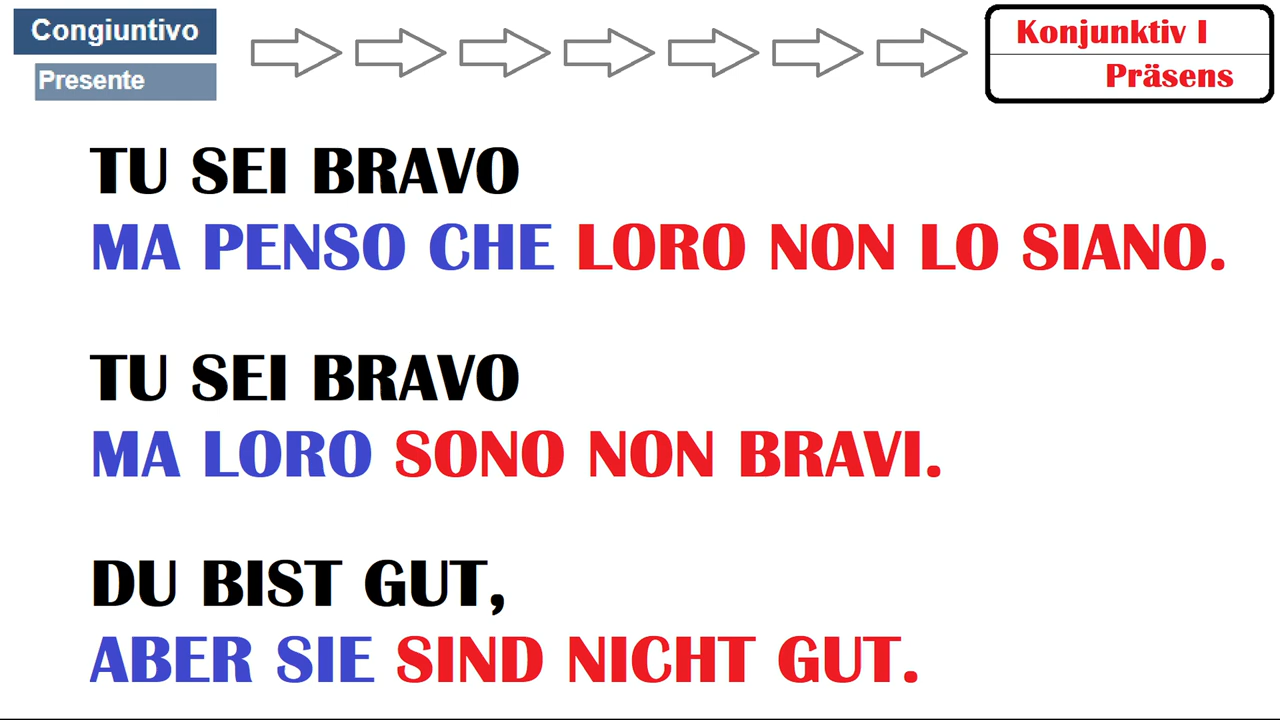 Congiuntivo
Presente
Konjunktiv I
Präsens
TU SEI BRAVO
MA PENSO CHE LORO NON LO SIANO.
TU SEI BRAVO
MA LORO SONO NON BRAVI.
DU BIST GUT,
ABER SIE SIND NICHT GUT.